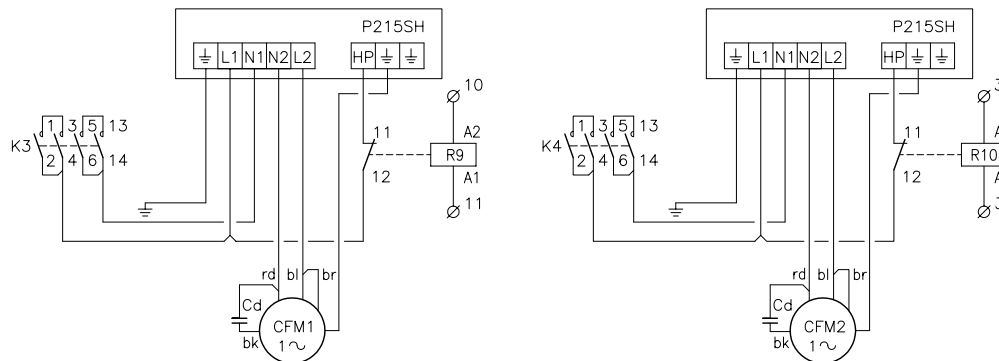 P215SH
L1 N1 N2 L2 HP
10
K3 1 3 5 13
2 4 6 14
11
12
A2
R9
A1
11
rd bl br
Cd
bk
CFM1
1
P215SH
L1 N1 N2 L2 HP
K4 1 3 5 13
2 4 6 14
11
12
R10
rd bl br
Cd
bk
CFM2
1